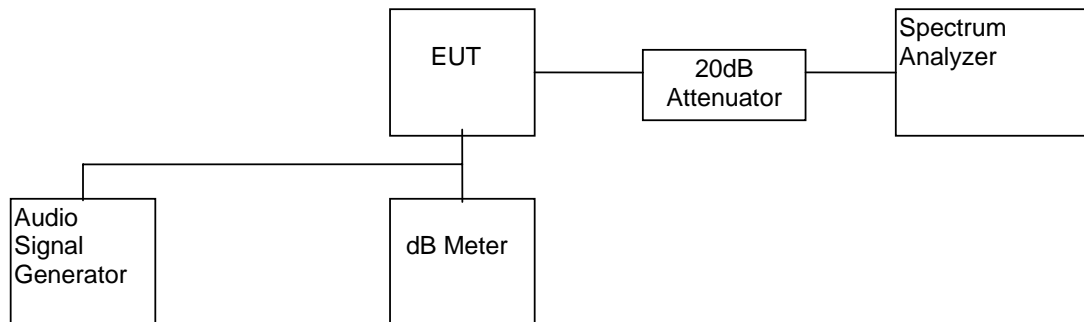 EUT
20dB
Attenuator
Spectrum
Analyzer
Audio
Signal
Generator
dB Meter